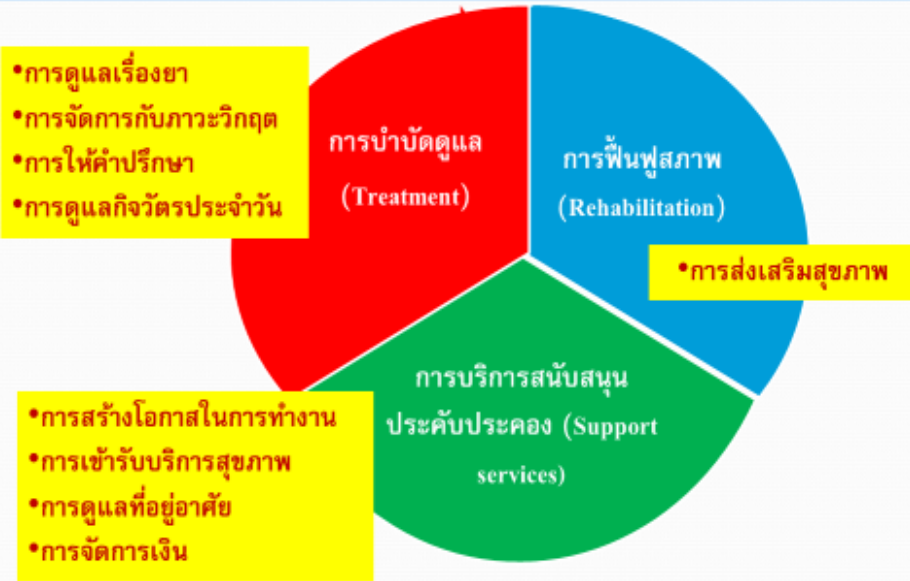 •การดูแลเรื่องยา
•การจัดการกับภาวะวิกฤต
•การให้คำปรึกษา
•การดูแลกิจวัตรประจำวัน
การบำบัดดูแล
(Treatment)
การฟื้นฟูสภาพ
(Rehabilitation)
•การส่งเสริมสุขภาพ
การบริการสนับสนุน
ประคับประคอง (Support
services)
•การสร้างโอกาสในการทำงาน
•การเข้ารับบริการสุขภาพ
•การดูแลที่อยู่อาศัย
•การจัดการเงิน